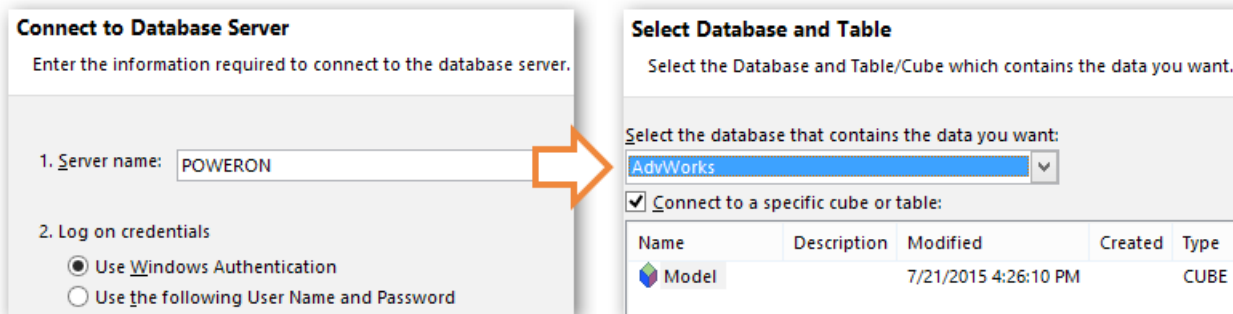 Connect to Database Server
Enter the information required to connect to the database server.
1. Server name: POWERON
2. Log on credentials
Use Windows Authentication
Use the following User Name and Password
Select Database and Table
Select the Database and Table/Cube which contains the data you want.
Select the database that contains the data you want:
AdvWorks
Connect to a specific cube or table:
Name Description Modified Created Type
Model 7/21/2015 4:26:10 PM CUBE